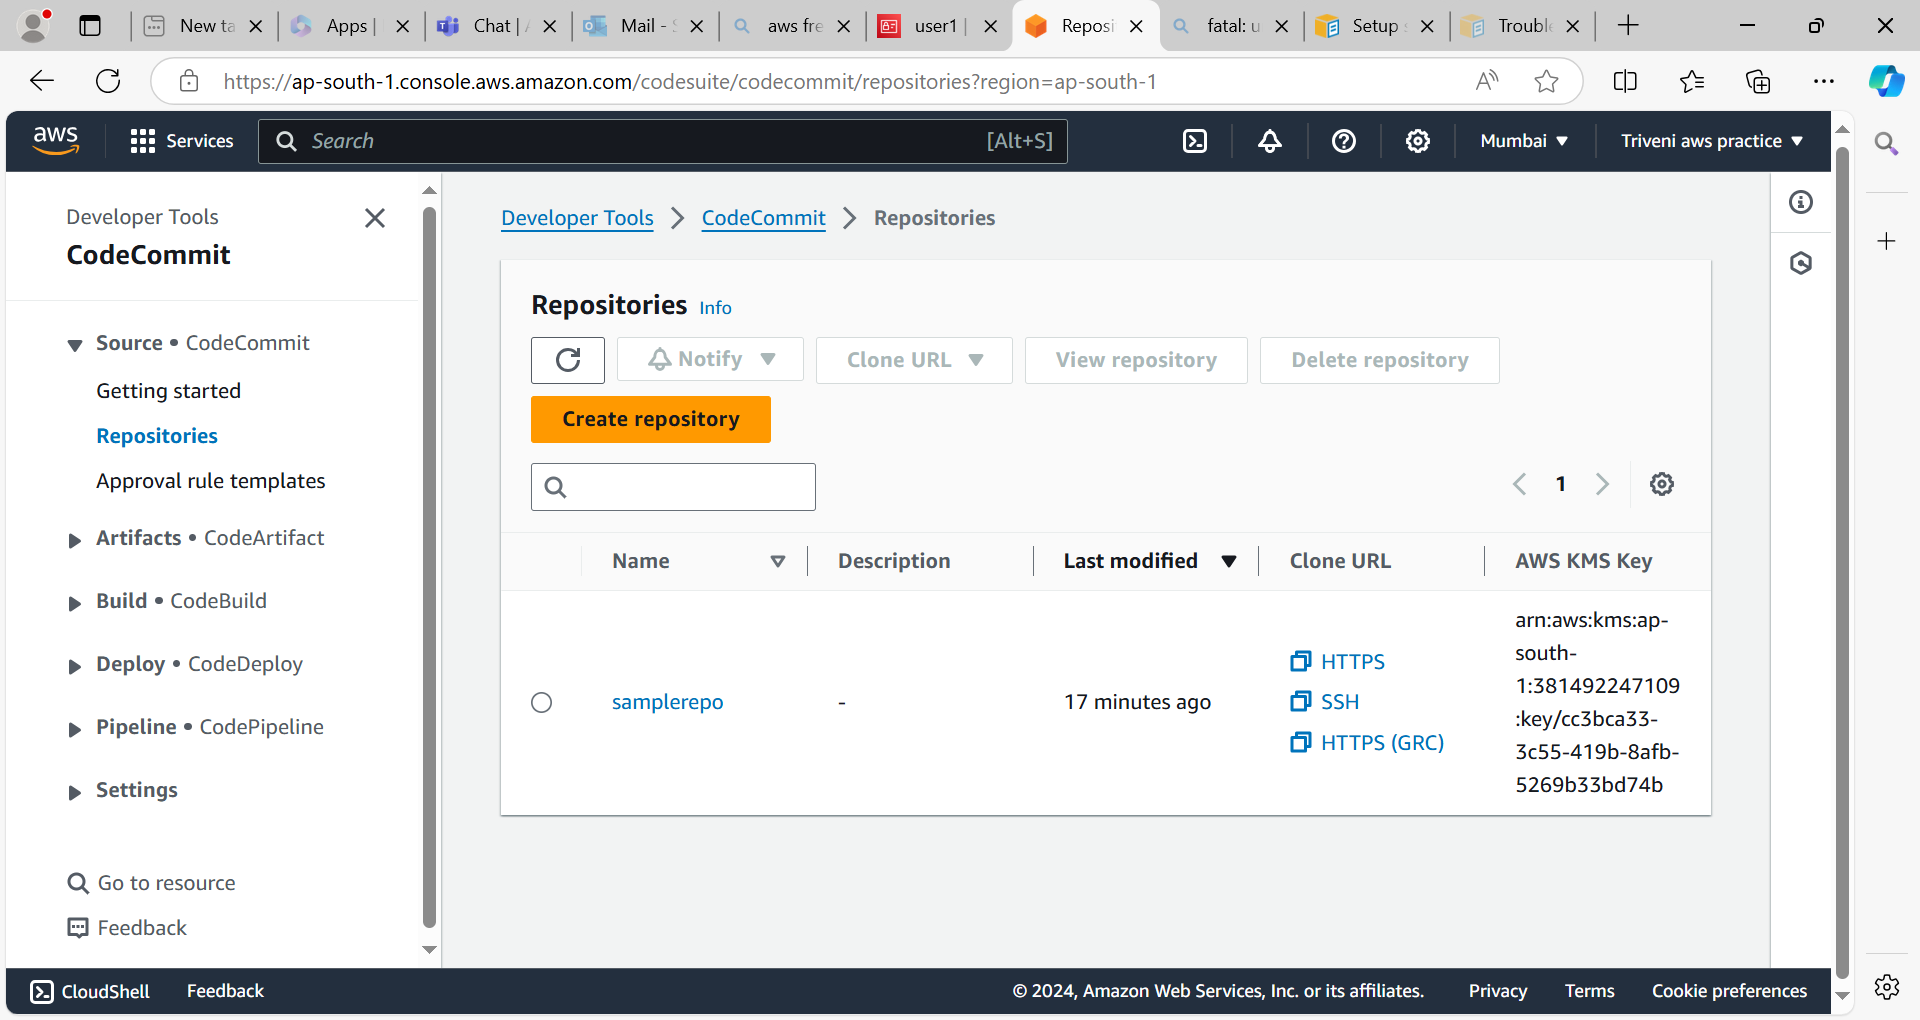 New ta
Apps |
Chat | A
Mail - S
aws fre
user1 |
Reposi
fatal: u
Setup s
Trouble
https://ap-south-1.console.aws.amazon.com/codesuite/codecommit/repositories?region=ap-south-1
aws
Services
Search
[Alt+S]
Mumbai
Triveni aws practice
Developer Tools
CodeCommit
Source • CodeCommit
Getting started
Repositories
Approval rule templates
Artifacts • CodeArtifact
Build • CodeBuild
Deploy • CodeDeploy
Pipeline • CodePipeline
Settings
Go to resource
Feedback
Developer Tools > CodeCommit > Repositories
Repositories Info
Notify
Clone URL
View repository
Delete repository
Create repository
1
Name
Description
Last modified
Clone URL
AWS KMS Key
samplerepo
-
17 minutes ago
HTTPS
SSH
HTTPS (GRC)
arn:aws:kms:ap-
south-
1:381492247109
:key/cc3bca33-
3c55-419b-8afb-
5269b33bd74b
CloudShell
Feedback
© 2024, Amazon Web Services, Inc. or its affiliates.
Privacy
Terms
Cookie preferences